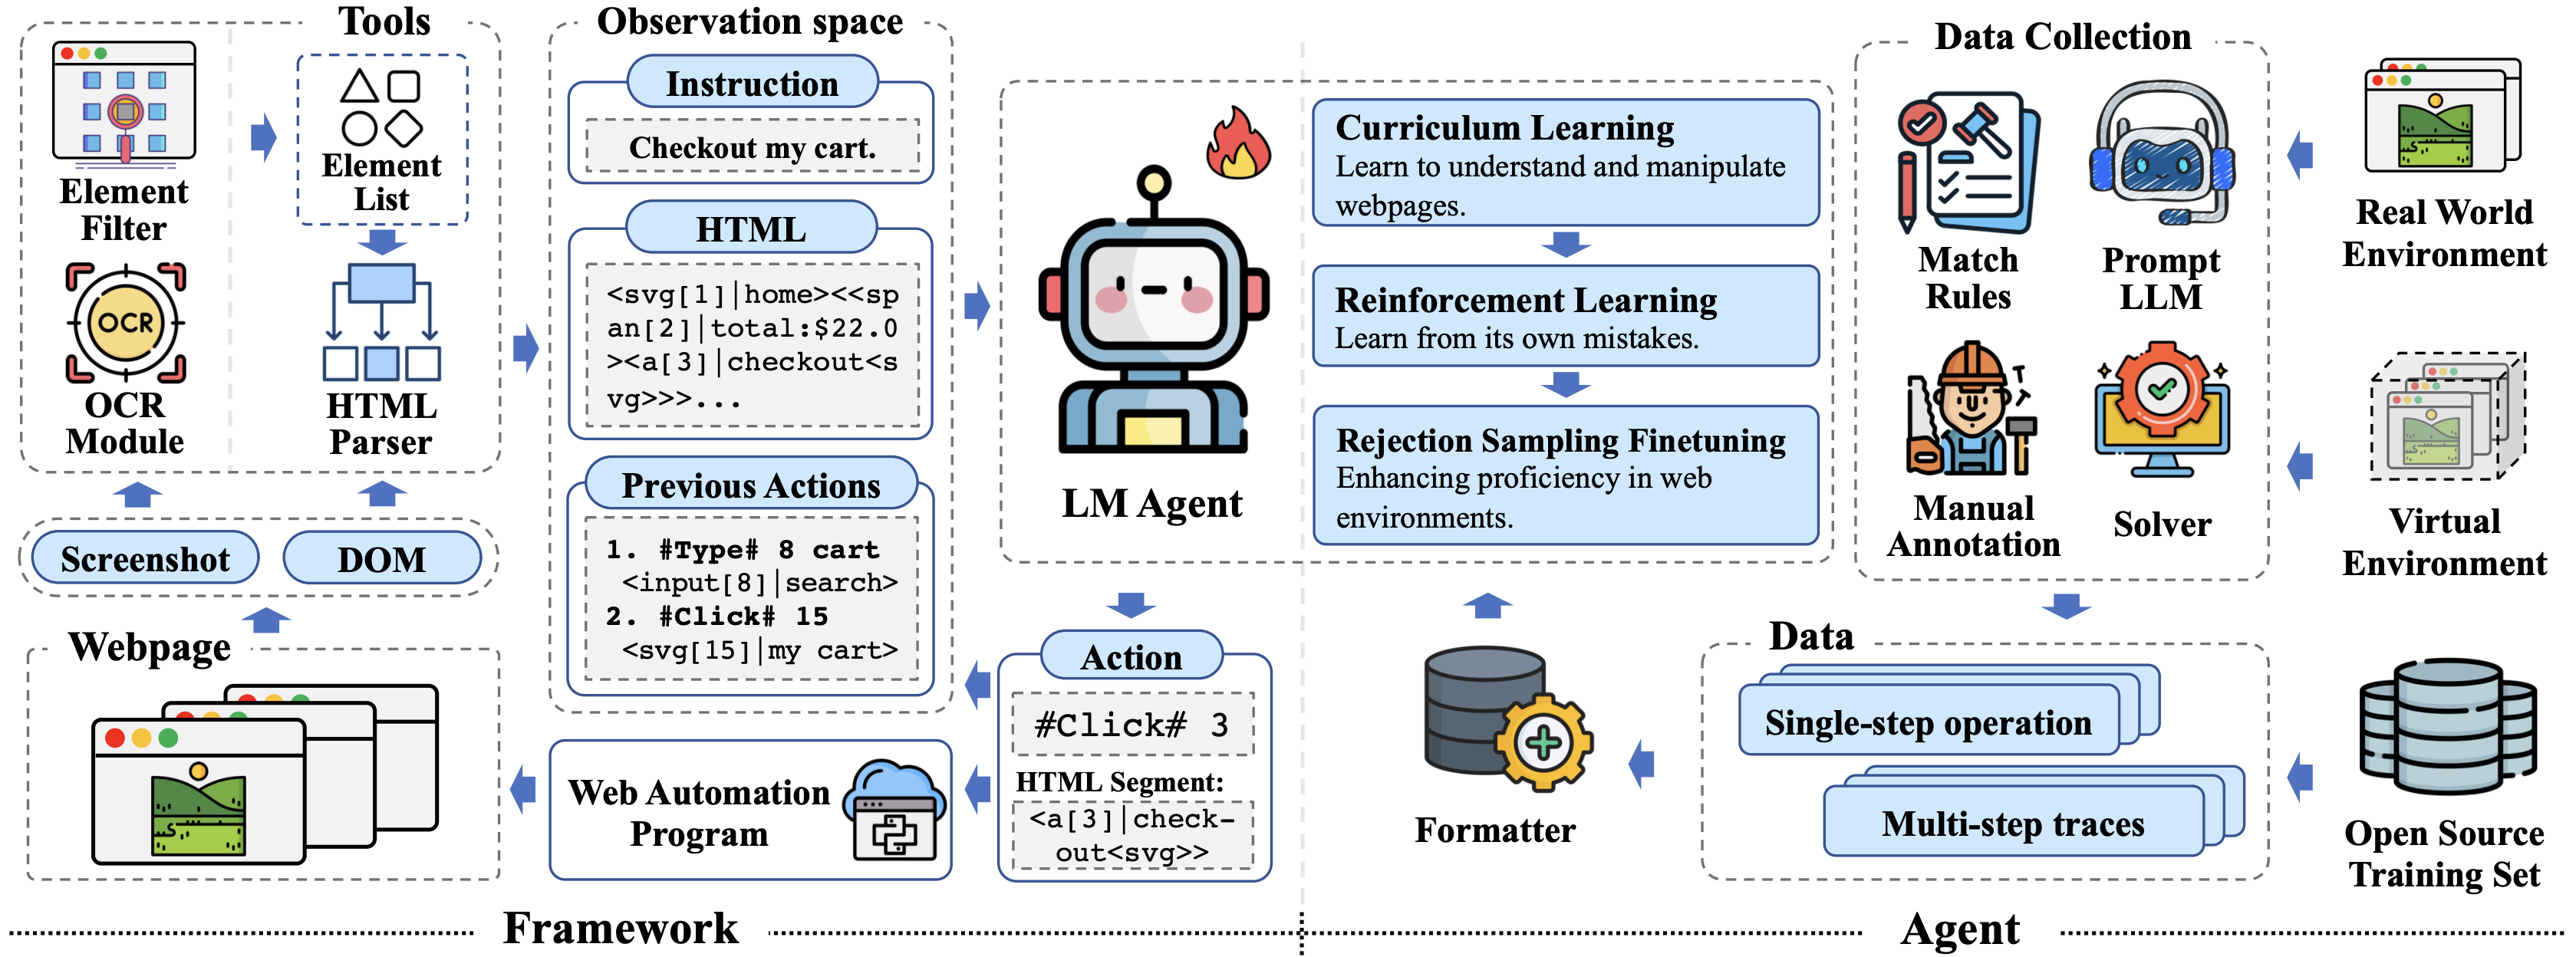 Tools
Element
Filter
Element
List
OCR
OCR
Module
HTML
Parser
Screenshot
DOM
Webpage
Observation space
Instruction
Checkout my cart.
HTML
<svg[1]|home><<sp
an[2]|total:$22.0
><a[3]|checkout<s
vg>>>...
Previous Actions
1. #Type# 8 cart
<input[8]|search>
2. #Click# 15
<svg[15]|my cart>
Web Automation
Program
LM Agent
Action
#Click# 3
HTML Segment:
<a[3]|check-
out<svg>>
Curriculum Learning
Learn to understand and manipulate
webpages.
Reinforcement Learning
Learn from its own mistakes.
Rejection Sampling Finetuning
Enhancing proficiency in web
environments.
Formatter
Data Collection
Match
Rules
Prompt
LLM
Manual
Annotation
Solver
Data
Single-step operation
Multi-step traces
Real World
Environment
Virtual
Environment
Open Source
Training Set
Framework
Agent